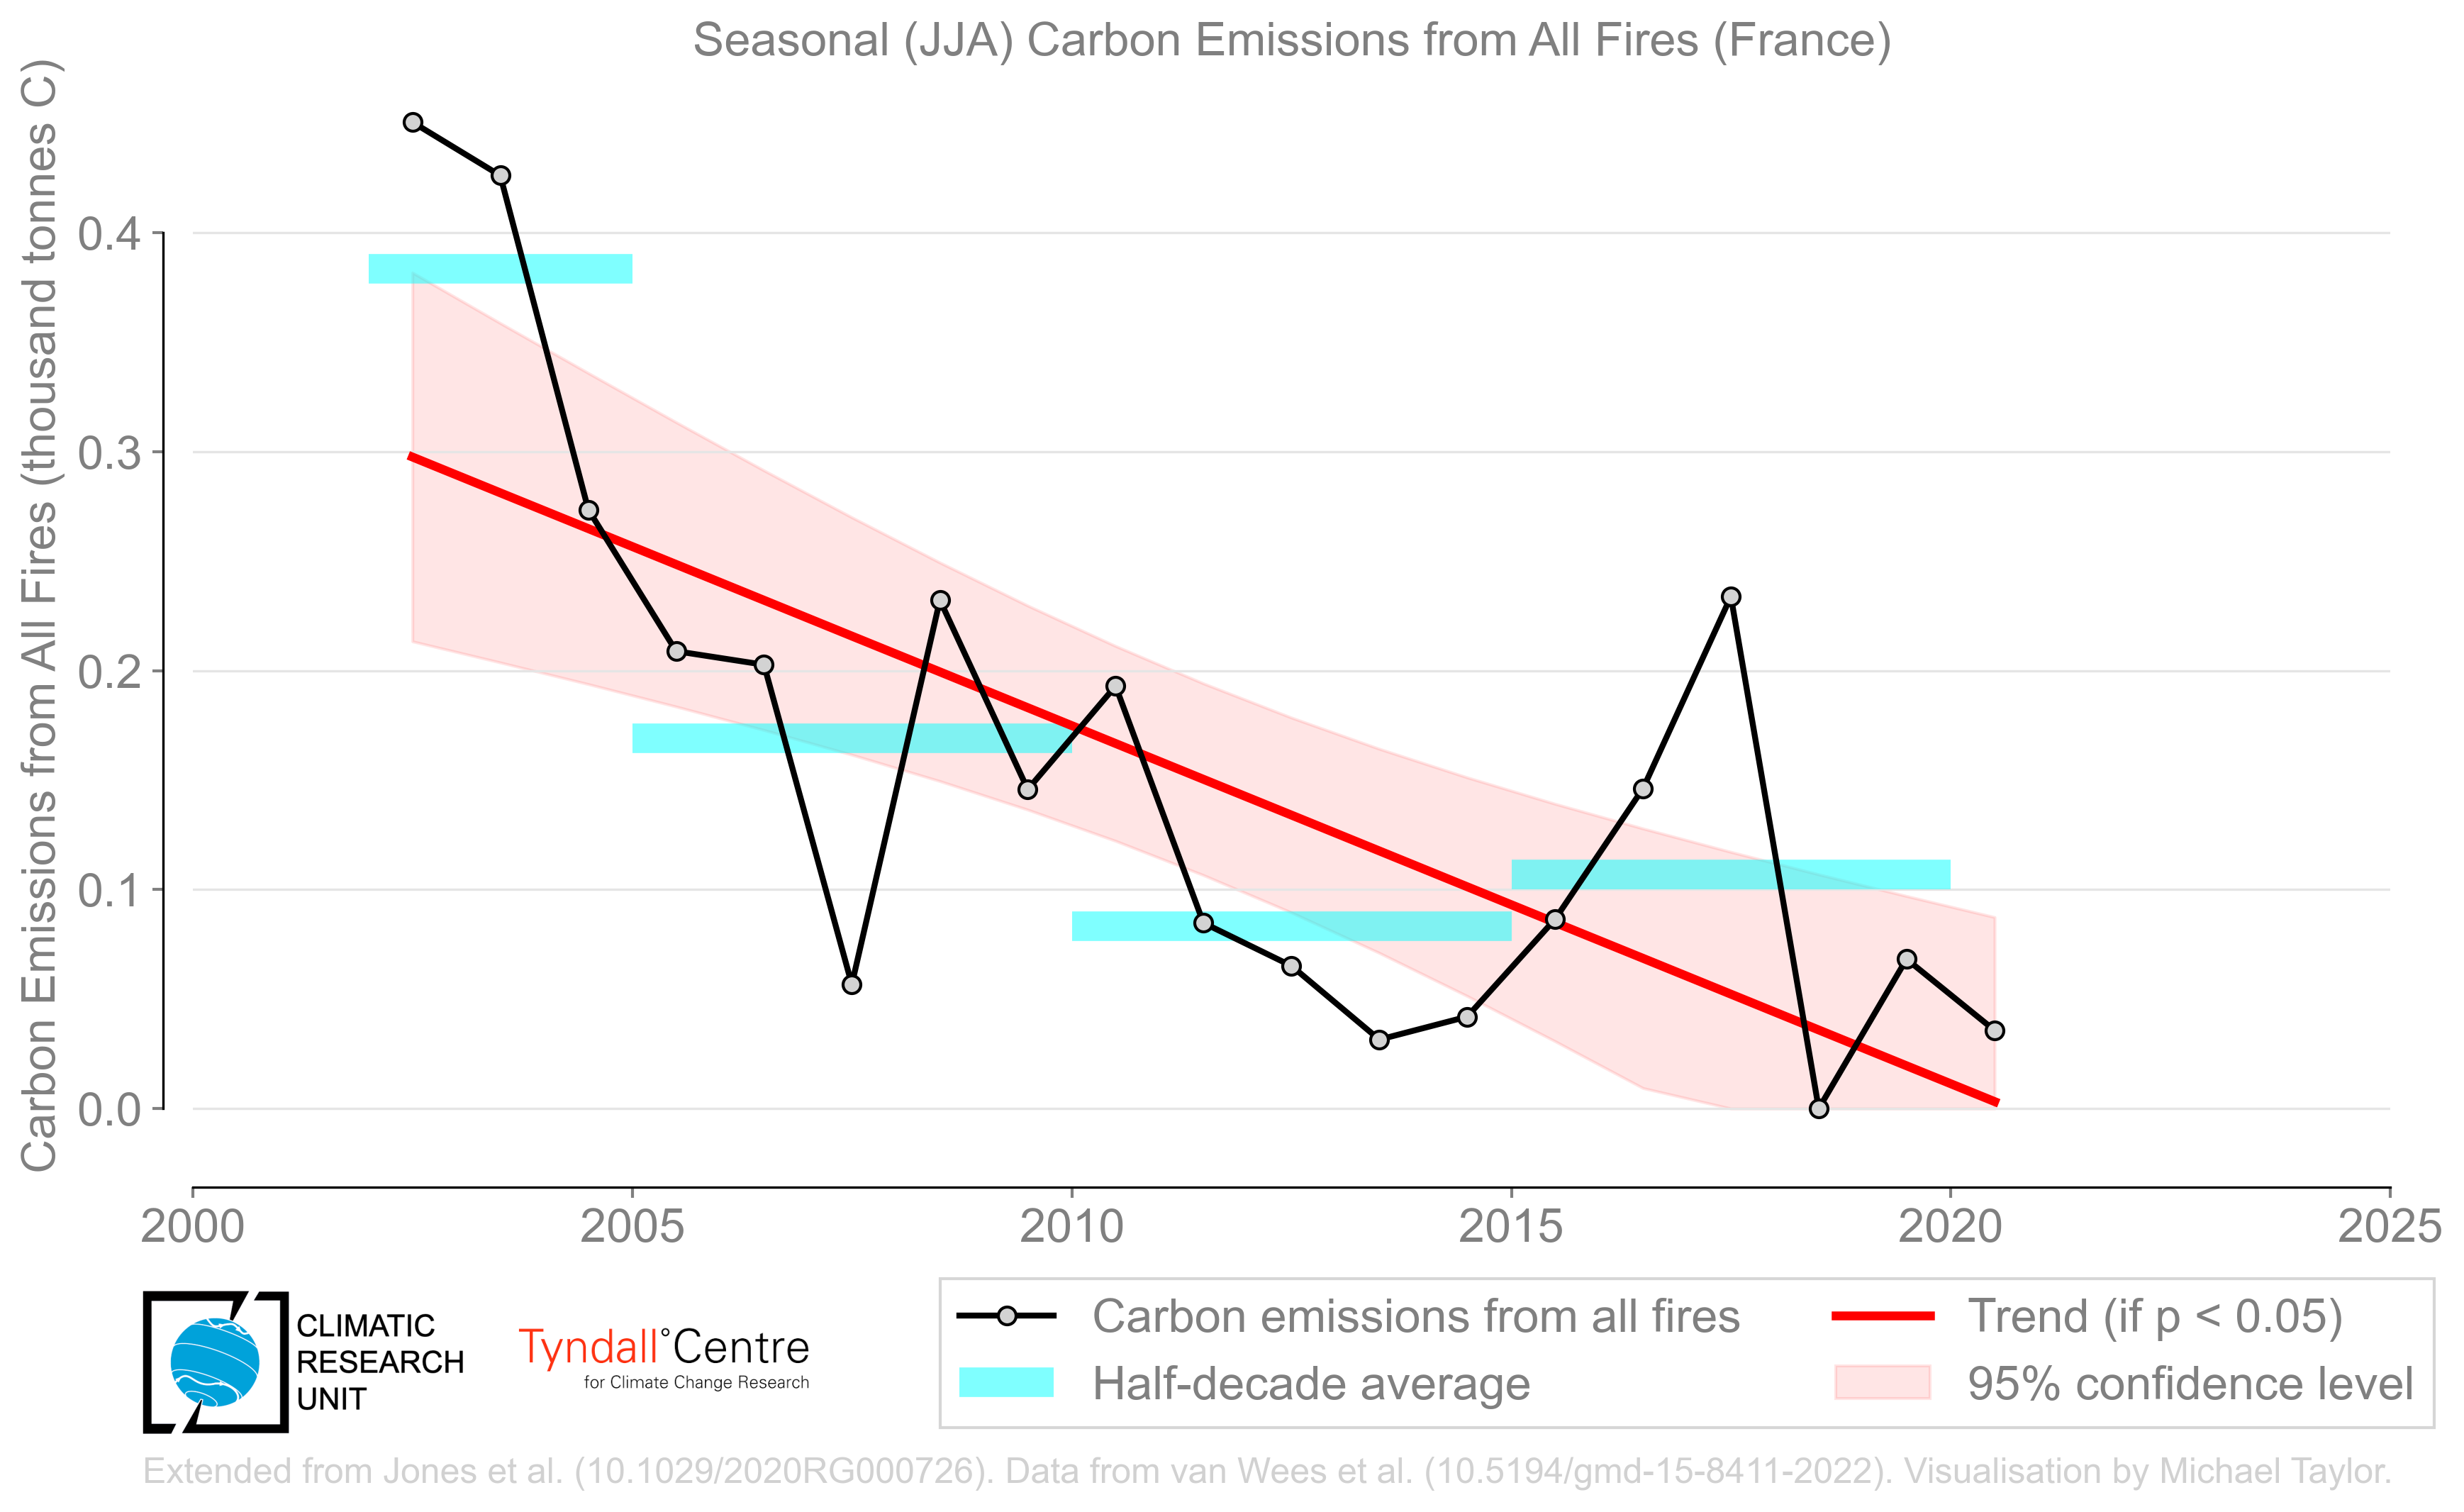 Seasonal (JJA) Carbon Emissions from All Fires (France)
Carbon Emissions from All Fires (thousand tonnes C)
0.4
0.3
0.2
0.1
0.0
2000 2005 2010 2015 2020 2025
CLIMATIC
RESEARCH
UNIT
Tyndall°Centre
for Climate Change Research
Carbon emissions from all fires
Half-decade average
Trend (if p < 0.05)
95% confidence level
Extended from Jones et al. (10.1029/2020RG000726). Data from van Wees et al. (10.5194/gmd-15-8411-2022). Visualisation by Michael Taylor.